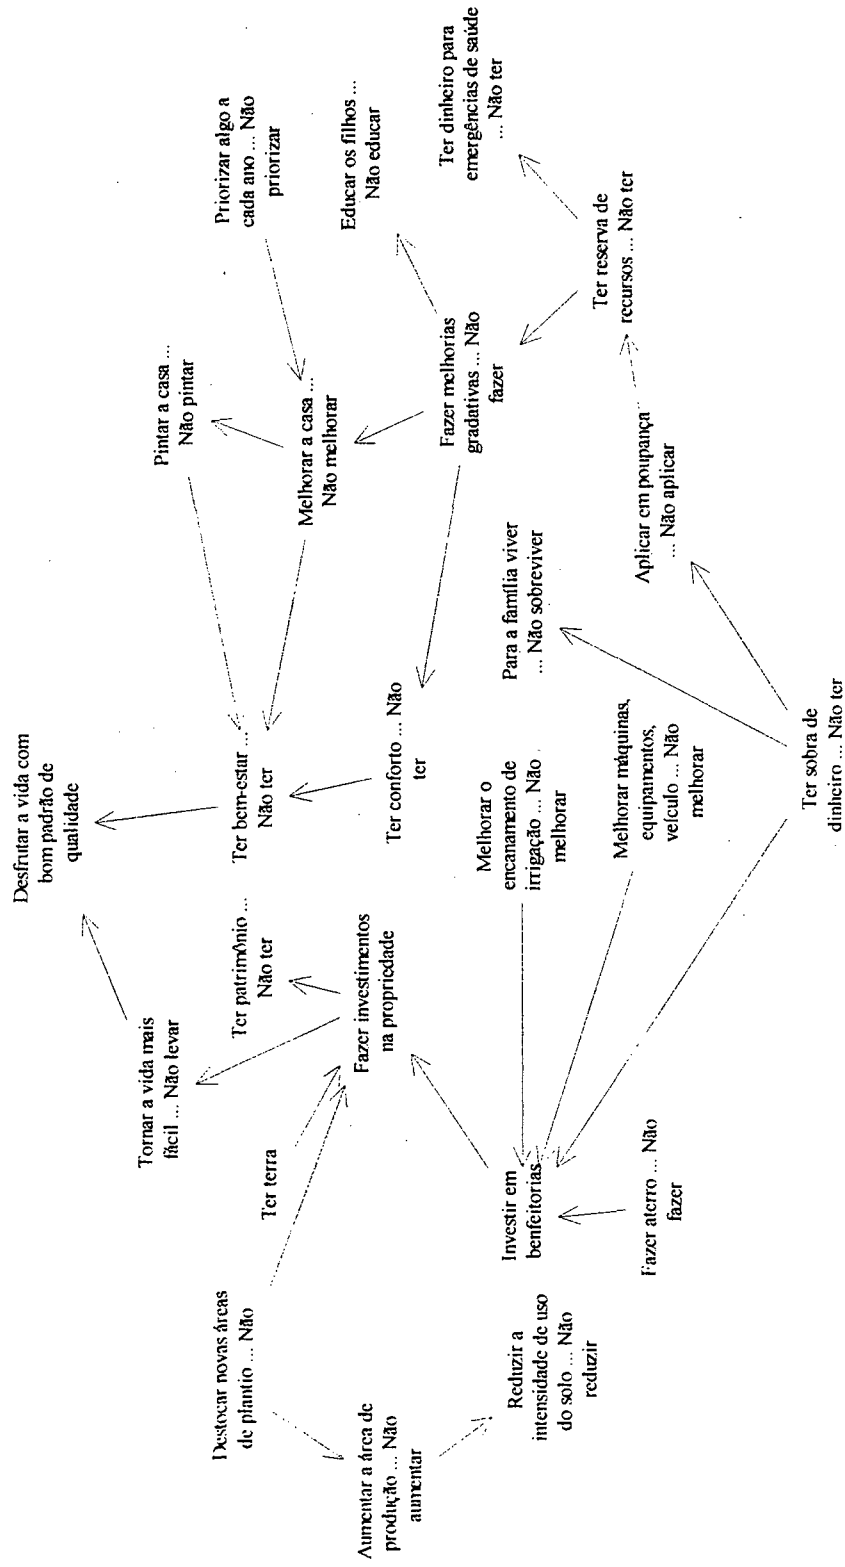 Desfrutar a vida com
bom padrão de
qualidade
Tornar a vida mais
fácil ... Não levar
Pintar a casa ...
Não pintar
Destocar novas áreas
de plantio ... Não
Ter terra
Ter patrimônio ...
Não ter
Ter bem-estar ...
Não ter
Priorizar algo a
cada ano ... Não
priorizar
Melhorar a casa ...
Não melhorar
Educar os filhos ...
Não educar
Aumentar a área de
produção ... Não
aumentar
Fazer investimentos
na propriedade
Ter conforto ... Não
ter
Fazer melhorias
gradativas ... Não
fazer
Ter dinheiro para
emergências de saúde
... Não ter
Reduzir a
intensidade de uso
do solo ... Não
reduzir
Investir em
benfeitorias
Melhorar o
encanamento de
irrigação ... Não
melhorar
Para a família viver
... Não sobreviver
Ter reserva de
recursos ... Não ter
Fazer aterro ... Não
fazer
Melhorar máquinas,
equipamentos,
veículo ... Não
melhorar
Aplicar em poupança
... Não aplicar
Ter sobra de
dinheiro ... Não ter